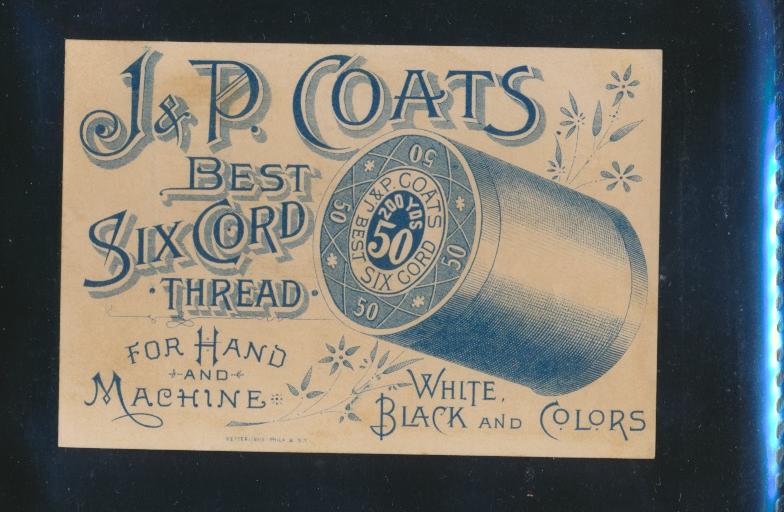 J & P. COATS
BEST
SIX CORD
THREAD
FOR HAND
AND
MACHINE
50
50
50
50
J. & P. COATS
200 YDS
50
BEST SIX CORD
WHITE,
BLACK AND COLORS
PHILA & N.Y.